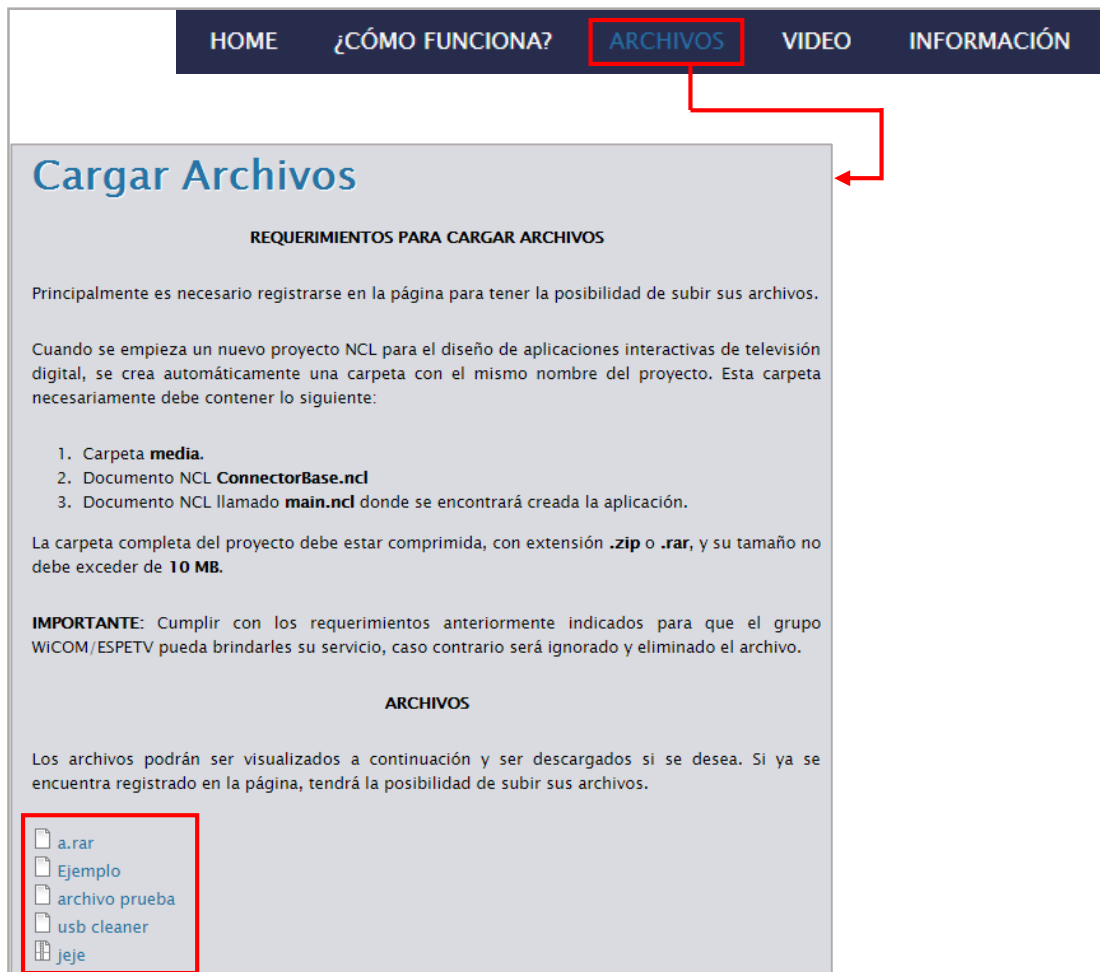 HOME ¿CÓMO FUNCIONA? ARCHIVOS VIDEO INFORMACIÓN
Cargar Archivos
REQUERIMIENTOS PARA CARGAR ARCHIVOS
Principalmente es necesario registrarse en la página para tener la posibilidad de subir sus archivos.
Cuando se empieza un nuevo proyecto NCL para el diseño de aplicaciones interactivas de televisión
digital, se crea automáticamente una carpeta con el mismo nombre del proyecto. Esta carpeta
necesariamente debe contener lo siguiente:
1. Carpeta media.
2. Documento NCL ConnectorBase.ncl
3. Documento NCL llamado main.ncl donde se encontrará creada la aplicación.
La carpeta completa del proyecto debe estar comprimida, con extensión .zip o .rar, y su tamaño no
debe exceder de 10 MB.
IMPORTANTE: Cumplir con los requerimientos anteriormente indicados para que el grupo
WiCOM/ESPETV pueda brindarles su servicio, caso contrario será ignorado y eliminado el archivo.
ARCHIVOS
Los archivos podrán ser visualizados a continuación y ser descargados si se desea. Si ya se
encuentra registrado en la página, tendrá la posibilidad de subir sus archivos.
a.rar
Ejemplo
archivo prueba
usb cleaner
jeje